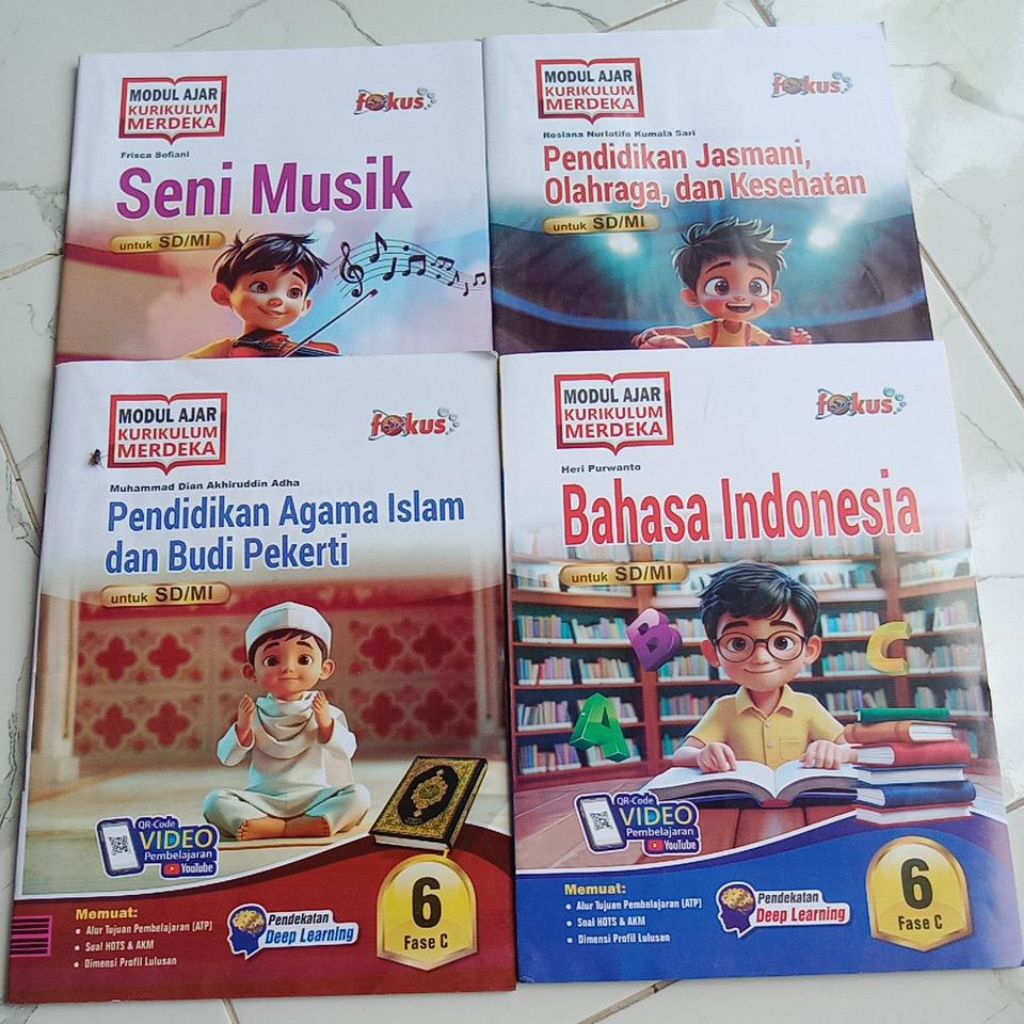 MODUL AJAR
KURIKULUM
MERDEKA
fokus
Frisca Sofiani
Seni Musik
untuk SD/MI
MODUL AJAR
KURIKULUM
MERDEKA
fokus
Rosiana Nurlatifa Kumala Sari
Pendidikan Jasmani,
Olahraga, dan Kesehatan
untuk SD/MI
MODUL AJAR
KURIKULUM
MERDEKA
fokus
Muhammad Dian Akhiruddin Adha
Pendidikan Agama Islam
dan Budi Pekerti
untuk SD/MI
QR-Code
VIDEO
Pembelajaran
YouTube
Memuat:
• Alur Tujuan Pembelajaran (ATP)
• Soal HOTS & AKM
• Dimensi Profil Lulusan
Pendekatan
Deep Learning
6
Fase C
MODUL AJAR
KURIKULUM
MERDEKA
fokus
Heri Purwanto
Bahasa Indonesia
untuk SD/MI
B
C
A
QR-Code
VIDEO
Pembelajaran
YouTube
Memuat:
• Alur Tujuan Pembelajaran (ATP)
• Soal HOTS & AKM
• Dimensi Profil Lulusan
Pendekatan
Deep Learning
6
Fase C